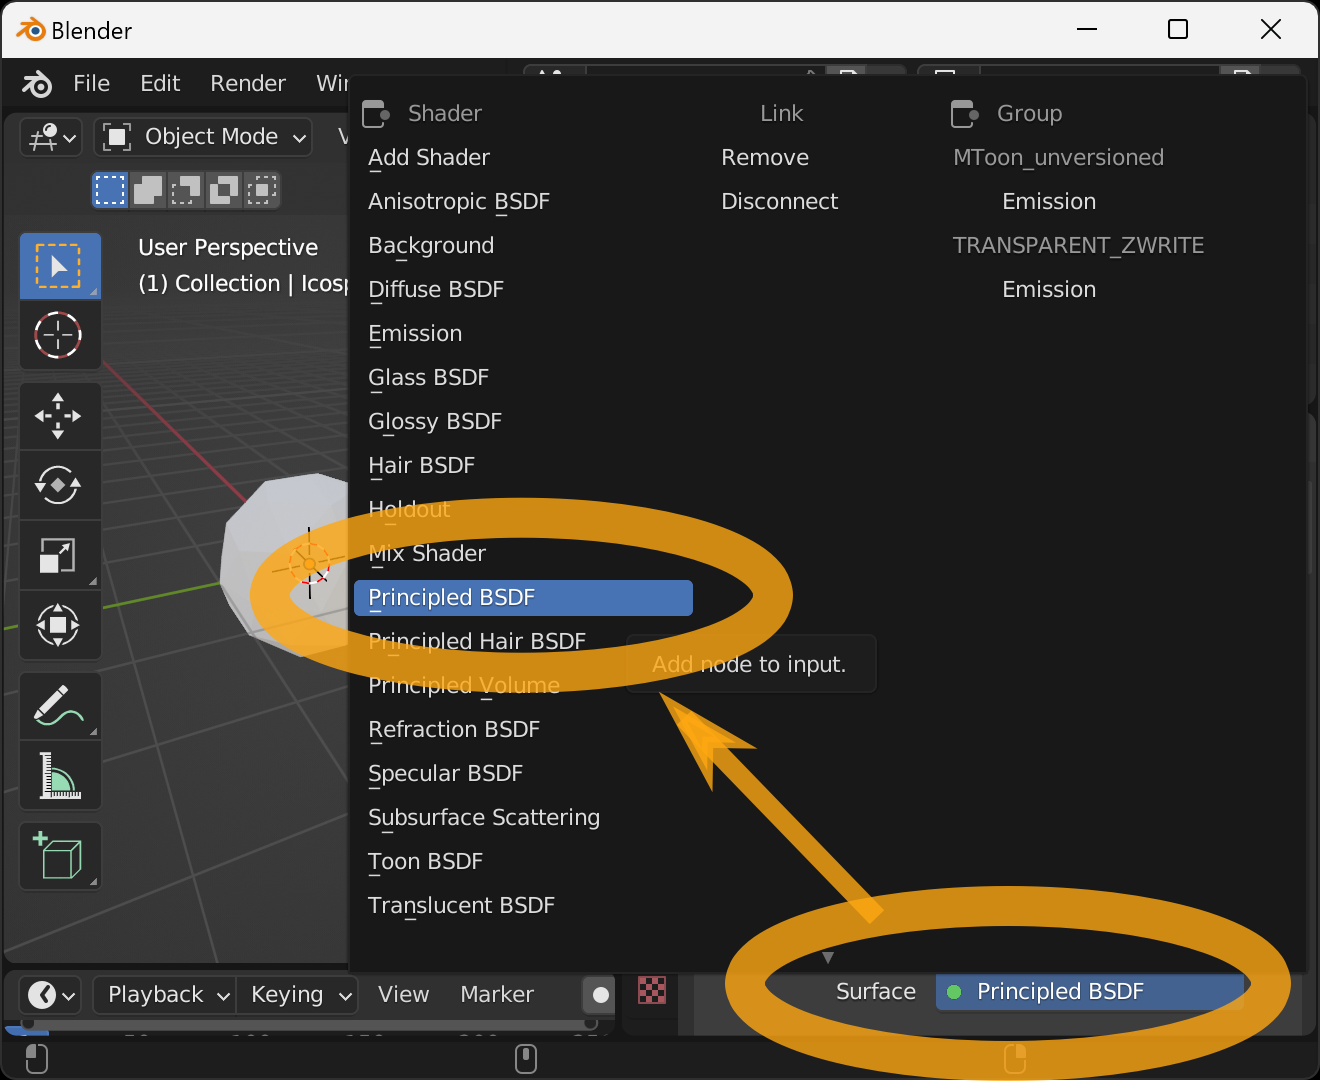 Blender
File Edit Render
Object Mode
User Perspective
(1) Collection | Icosp
Shader
Add Shader
Anisotropic BSDF
Background
Diffuse BSDF
Emission
Glass BSDF
Glossy BSDF
Hair BSDF
Holdout
Mix Shader
Principled BSDF
Principled Hair BSDF
Principled Volume
Refraction BSDF
Specular BSDF
Subsurface Scattering
Toon BSDF
Translucent BSDF
Link
Remove
Disconnect
Group
MToon_unversioned
Emission
TRANSPARENT_ZWRITE
Emission
Add node to input.
Surface Principled BSDF
Playback Keying View Marker